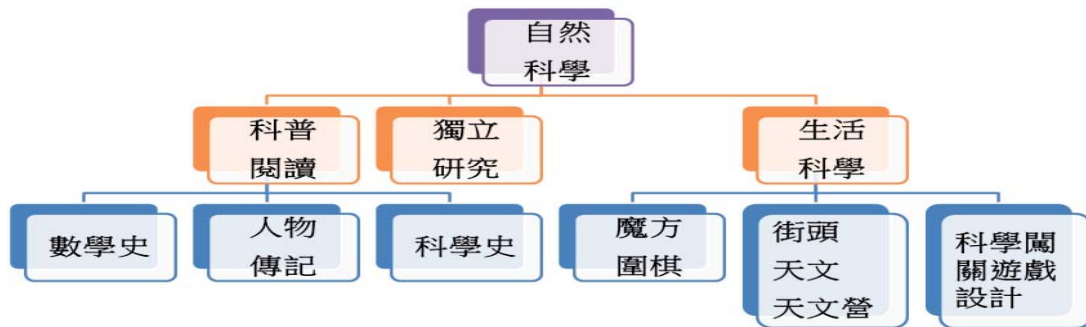 自然
科學
科普
閱讀
獨立
研究
生活
科學
數學史
人物
傳記
科學史
魔方
圍棋
街頭
天文
天文營
科學闖
關遊戲
設計